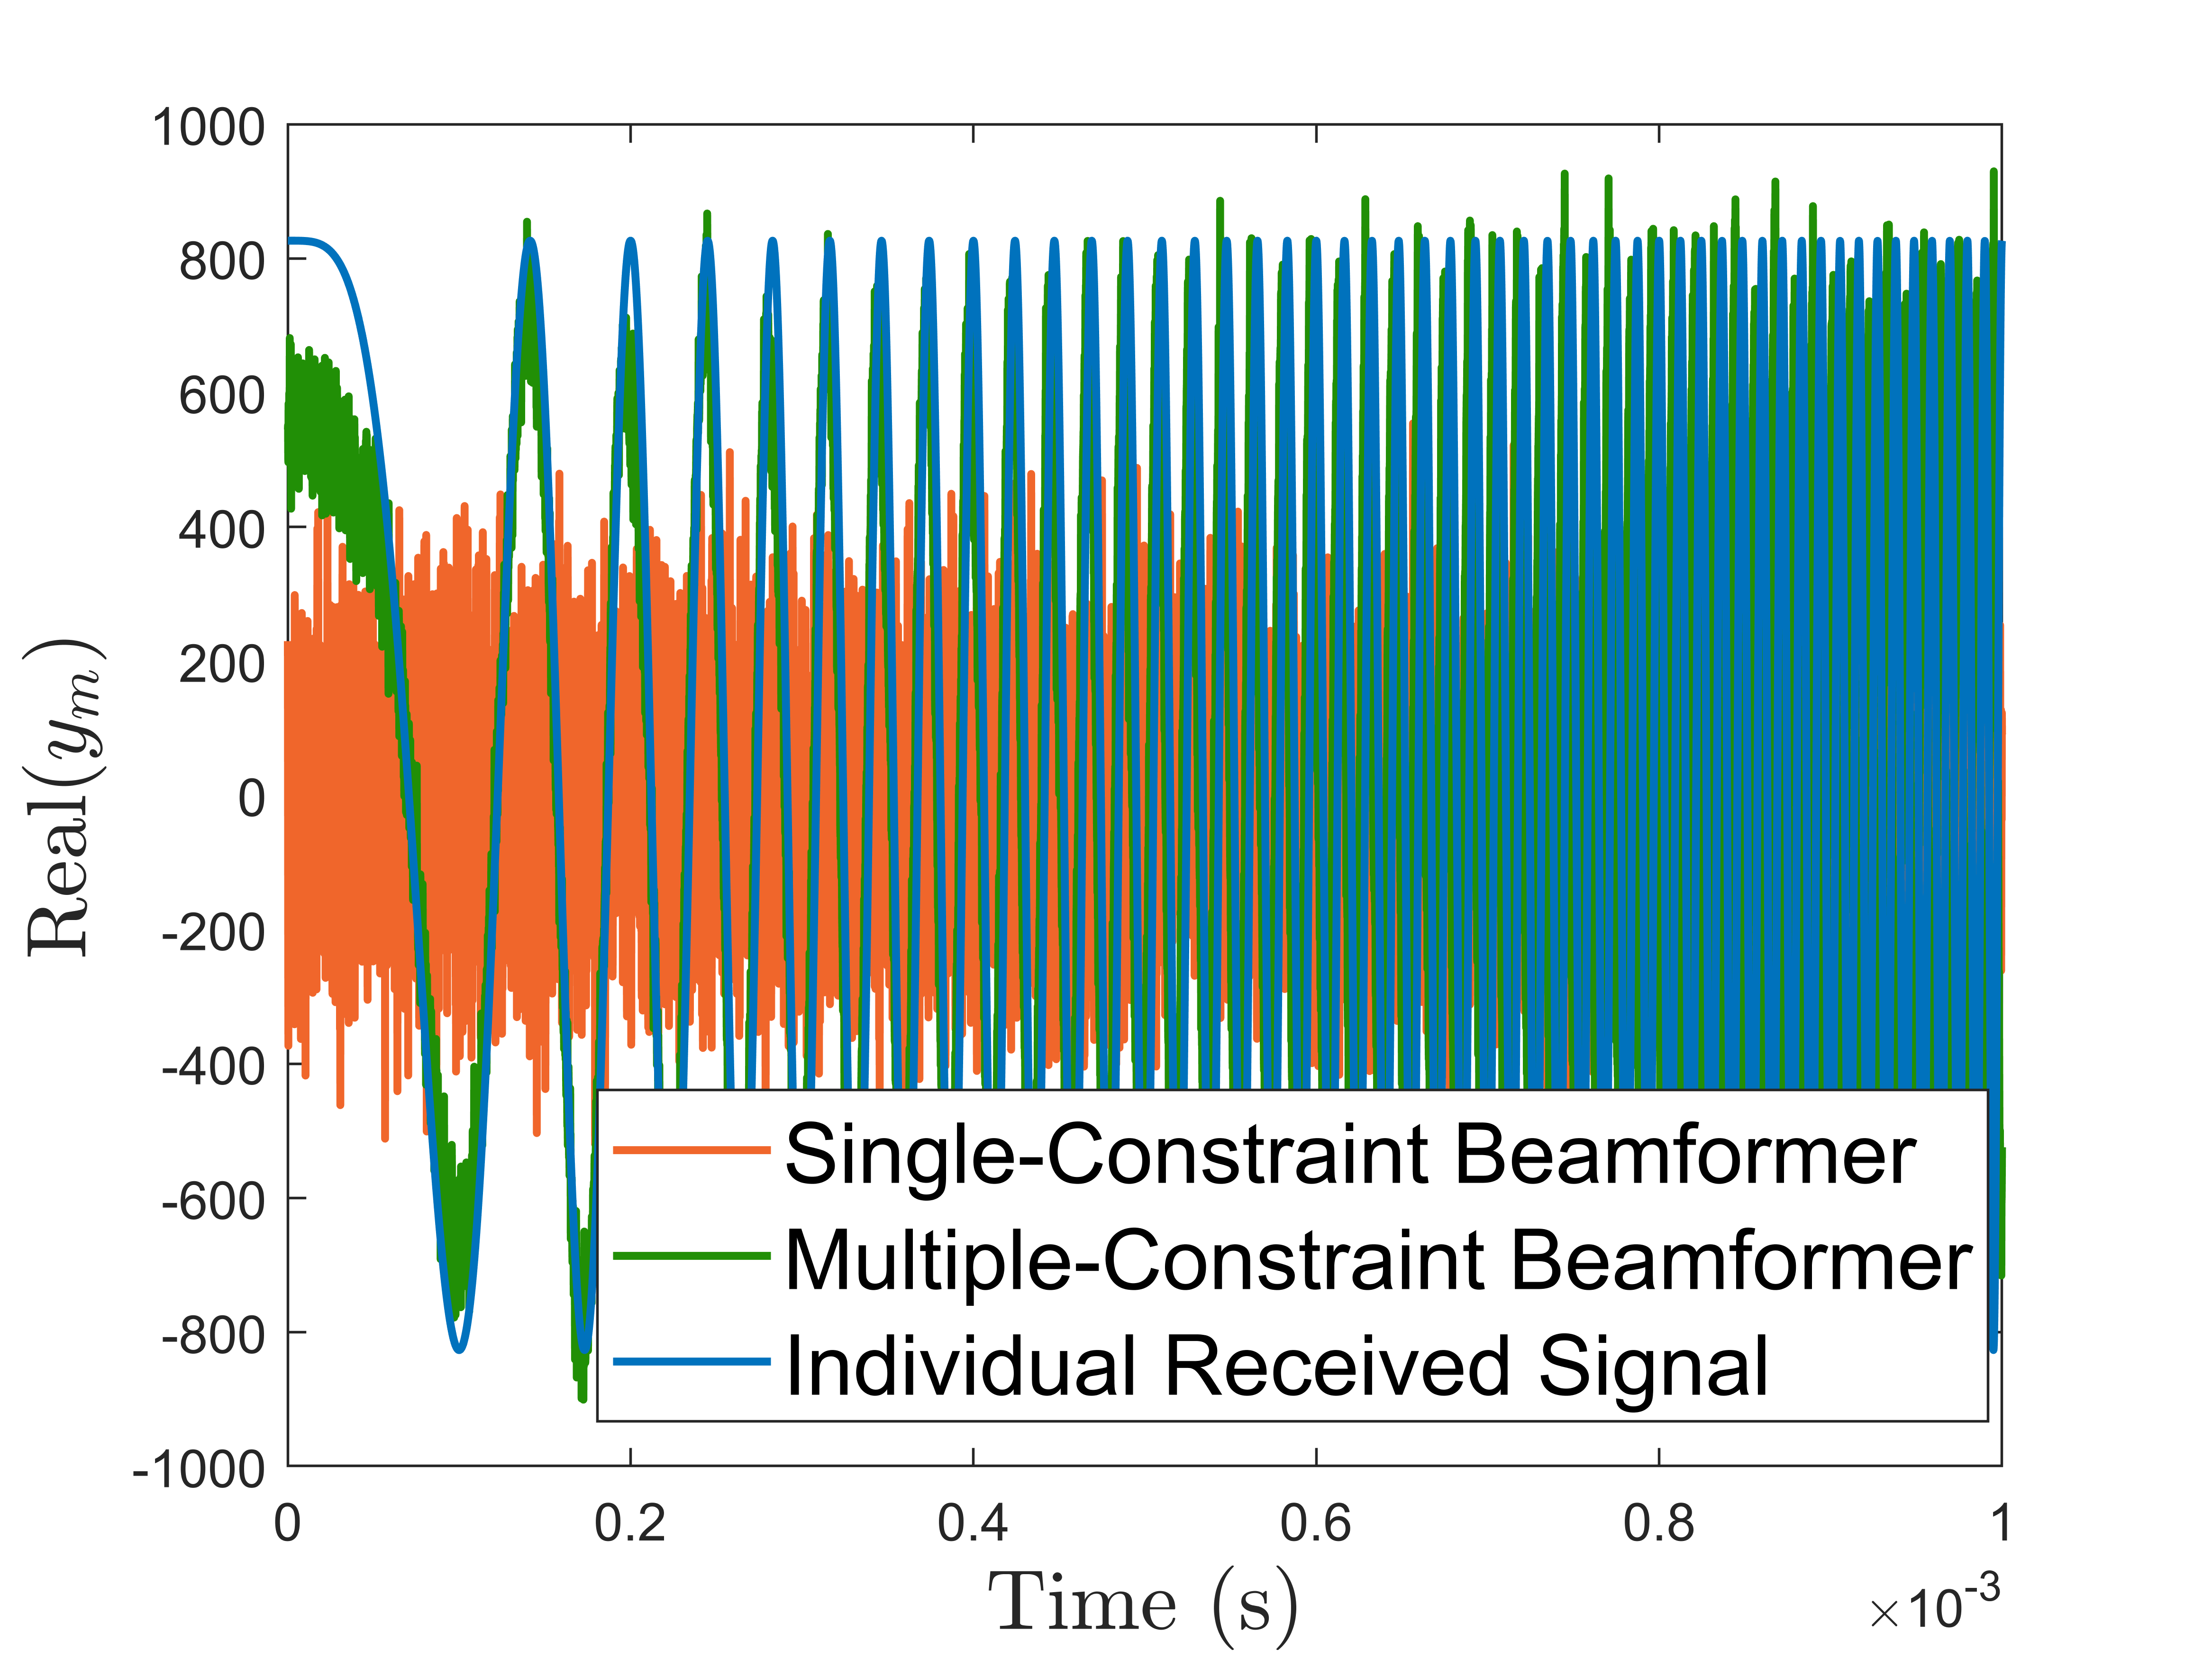 1000
800
600
400
200
0
-200
-400
-600
-800
-1000
Real(yₘ)
Single-Constraint Beamformer
Multiple-Constraint Beamformer
Individual Received Signal
0 0.2 0.4 0.6 0.8 1
Time (s)
×10⁻³